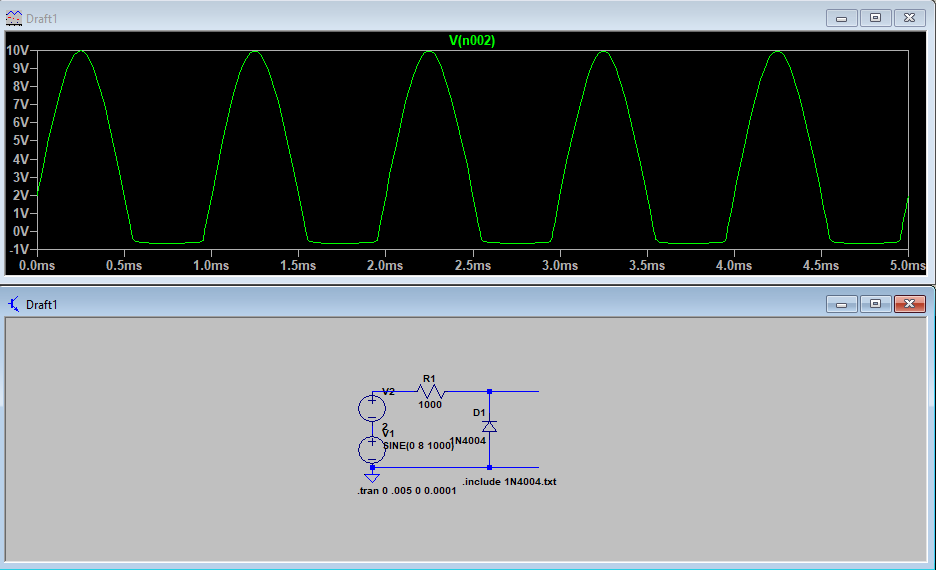 Draft1
V(n002)
10V
9V
8V
7V
6V
5V
4V
3V
2V
1V
0V
-1V
0.0ms 0.5ms 1.0ms 1.5ms 2.0ms 2.5ms 3.0ms 3.5ms 4.0ms 4.5ms 5.0ms
Draft1
R1
V2
1000
D1
2
V1
SINE(0 8 1000)
1N4004
.include 1N4004.txt
.tran 0 .005 0 0.0001